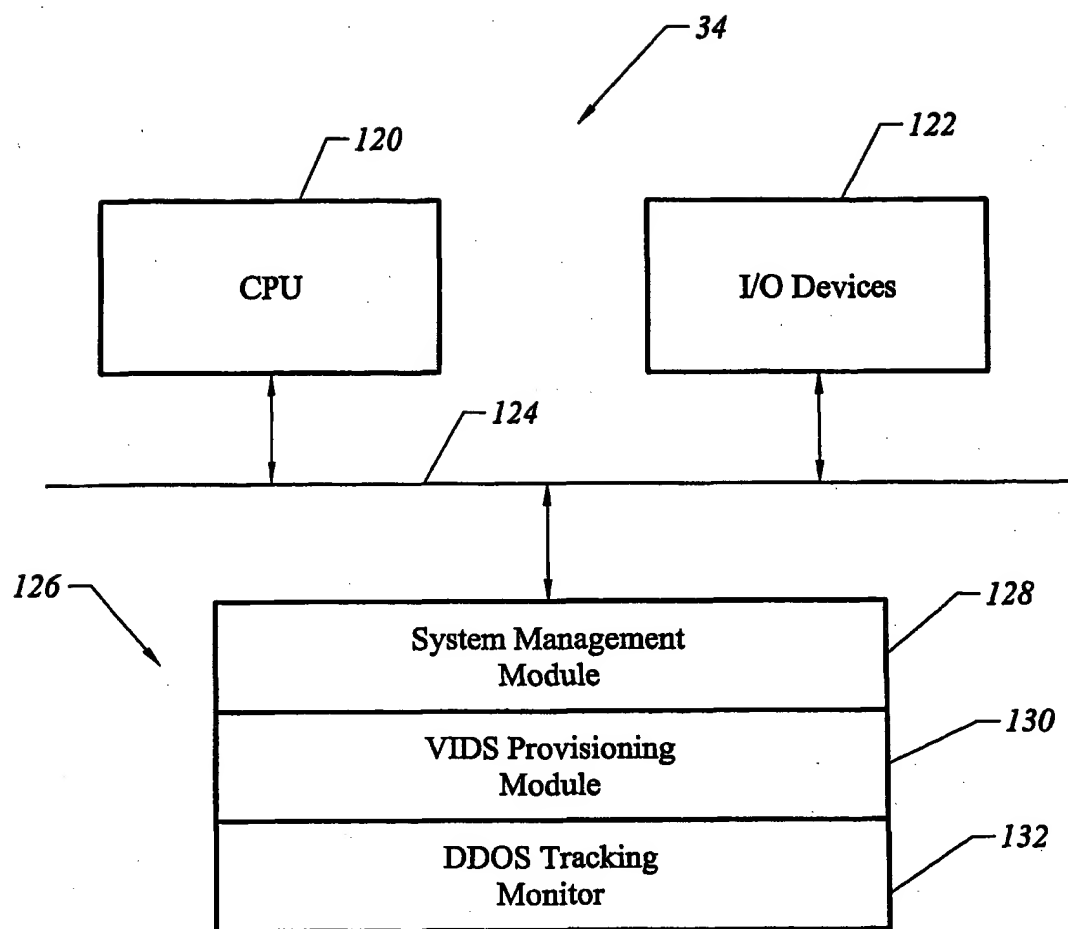 34
120
122
CPU
I/O Devices
124
126
128
System Management
Module
130
VIDS Provisioning
Module
132
DDOS Tracking
Monitor